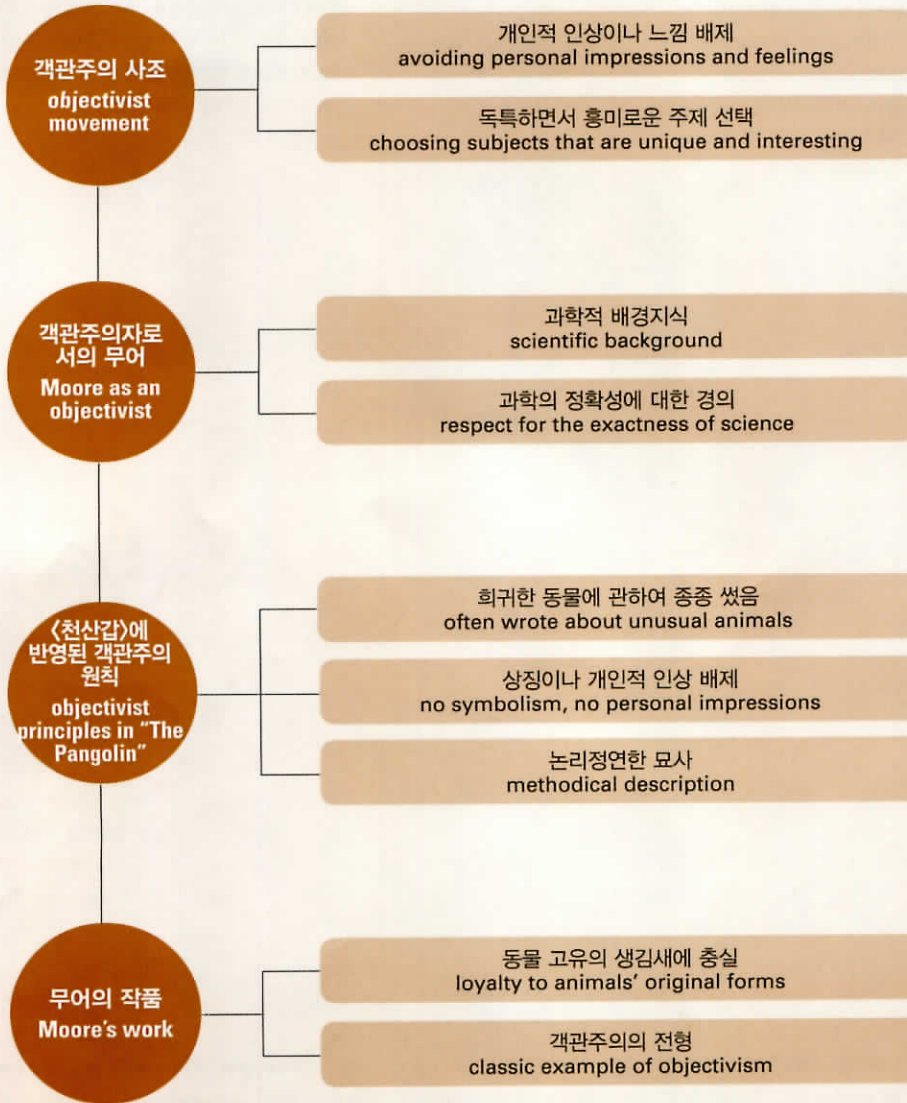 객관주의 사조
objectivist
movement
개인적 인상이나 느낌 배제
avoiding personal impressions and feelings
독특하면서 흥미로운 주제 선택
choosing subjects that are unique and interesting
객관주의자로
서의 무어
Moore as an
objectivist
과학적 배경지식
scientific background
과학의 정확성에 대한 경의
respect for the exactness of science
〈천산갑〉에
반영된 객관주의
원칙
objectivist
principles in “The
Pangolin”
희귀한 동물에 관하여 종종 썼음
often wrote about unusual animals
상징이나 개인적 인상 배제
no symbolism, no personal impressions
논리정연한 묘사
methodical description
무어의 작품
Moore’s work
동물 고유의 생김새에 충실
loyalty to animals’ original forms
객관주의의 전형
classic example of objectivism